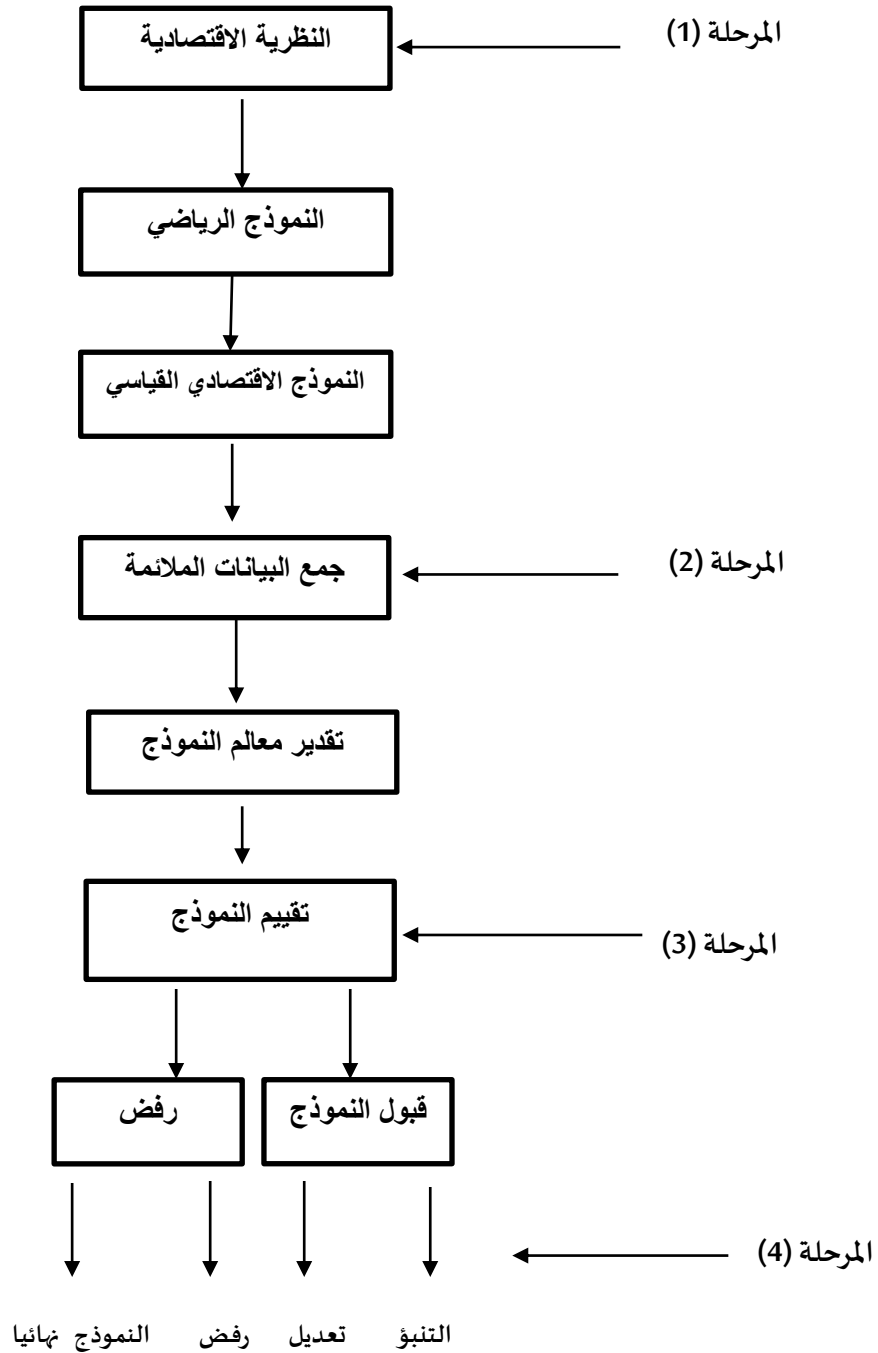 النظرية الاقتصادية
المرحلة (1)
النموذج الرياضي
النموذج الاقتصادي القياسي
جمع البيانات الملائمة
المرحلة (2)
تقدير معالم النموذج
تقييم النموذج
المرحلة (3)
قبول النموذج
رفض
المرحلة (4)
التنبؤ تعديل رفض النموذج نهائيا